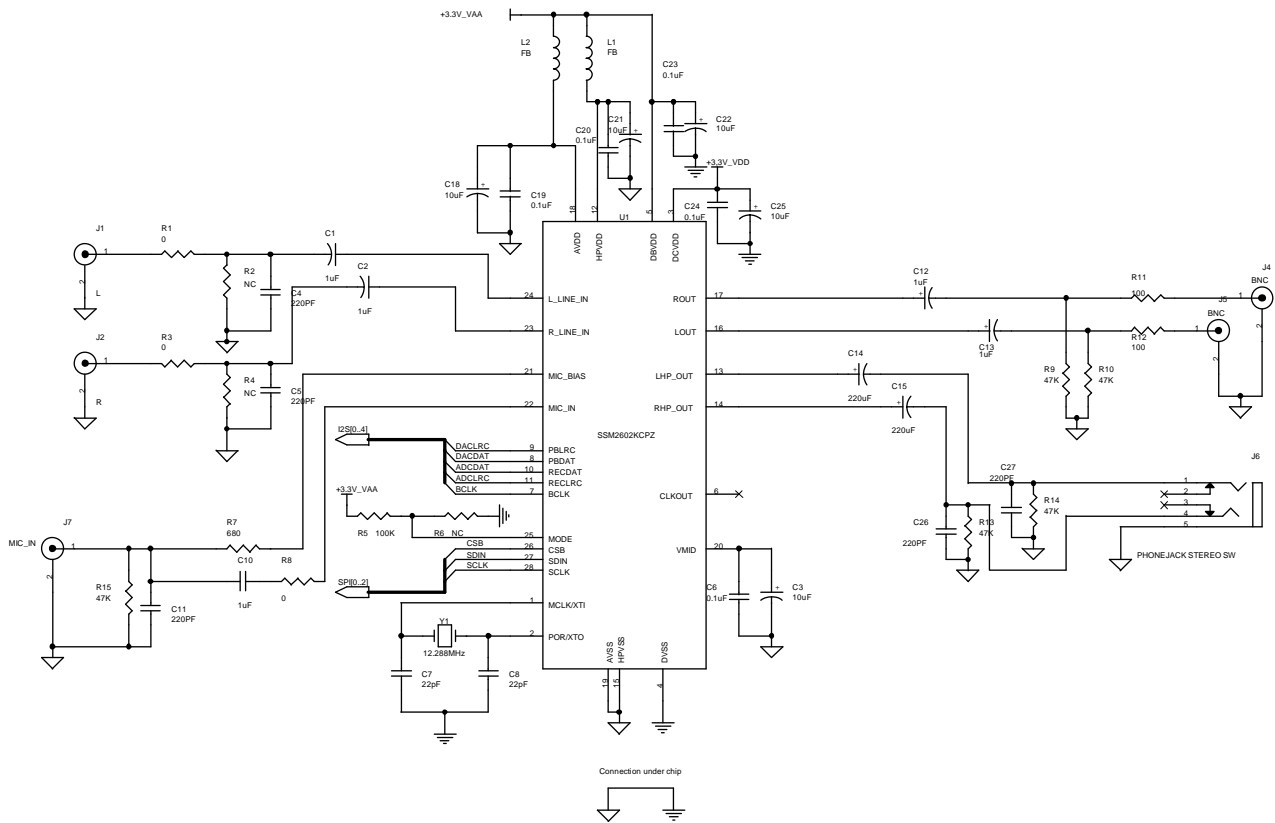 +3.3V_VAA
L2
FB
L1
FB
C23
0.1uF
C20
0.1uF
C21
10uF
C22
10uF
+3.3V_VDD
C18
10uF
C19
0.1uF
C24
0.1uF
C25
10uF
18
12
5
3
U1
AVDD
HPVDD
DBVDD
DCVDD
J1
1
2
L
R1
0
R2
NC
C4
220PF
C1
1uF
C2
1uF
24
L_LINE_IN
23
R_LINE_IN
J2
1
2
R
R3
0
R4
NC
C5
220PF
21
MIC_BIAS
22
MIC_IN
ROUT
17
LOUT
16
LHP_OUT
13
RHP_OUT
14
C12
1uF
C13
1uF
C14
220uF
C15
220uF
R11
100
R12
100
R9
47K
R10
47K
J4
BNC
1
2
J5
BNC
1
2
SSM2602KCPZ
I2S[0..4]
DACLRC
9
PBLRC
DACDAT
8
PBDAT
ADCDAT
10
RECDAT
ADCLRC
11
RECLRC
BCLK
7
BCLK
CLKOUT
6
+3.3V_VAA
R5
100K
R6
NC
25
MODE
CSB
26
CSB
SDIN
27
SDIN
SCLK
28
SCLK
SPI[0..2]
VMID
20
C6
0.1uF
C3
10uF
C26
220PF
R13
47K
C27
220PF
R14
47K
J6
1
2
3
4
5
PHONEJACK STEREO SW
J7
MIC_IN
1
2
R7
680
C10
1uF
R8
0
R15
47K
C11
220PF
1
MCLK/XTI
Y1
12.288MHz
2
POR/XTO
C7
22pF
C8
22pF
AVSS
HPVSS
DVSS
19
15
4
Connection under chip